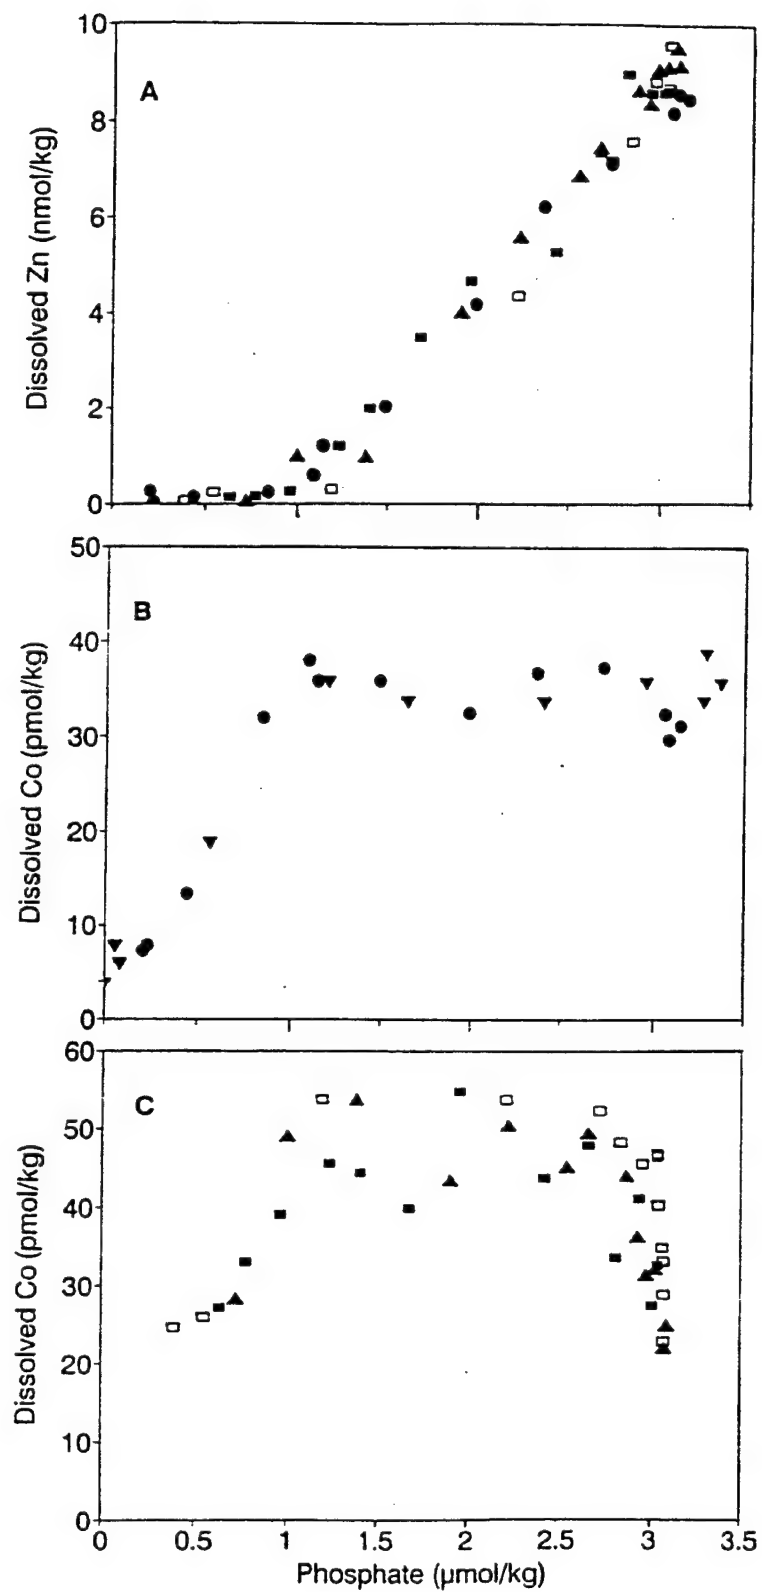 10
8
6
4
2
0
A
Dissolved Zn (nmol/kg)
50
40
30
20
10
0
B
Dissolved Co (pmol/kg)
60
50
40
30
20
10
0
C
Dissolved Co (pmol/kg)
0 0.5 1 1.5 2 2.5 3 3.5
Phosphate (μmol/kg)